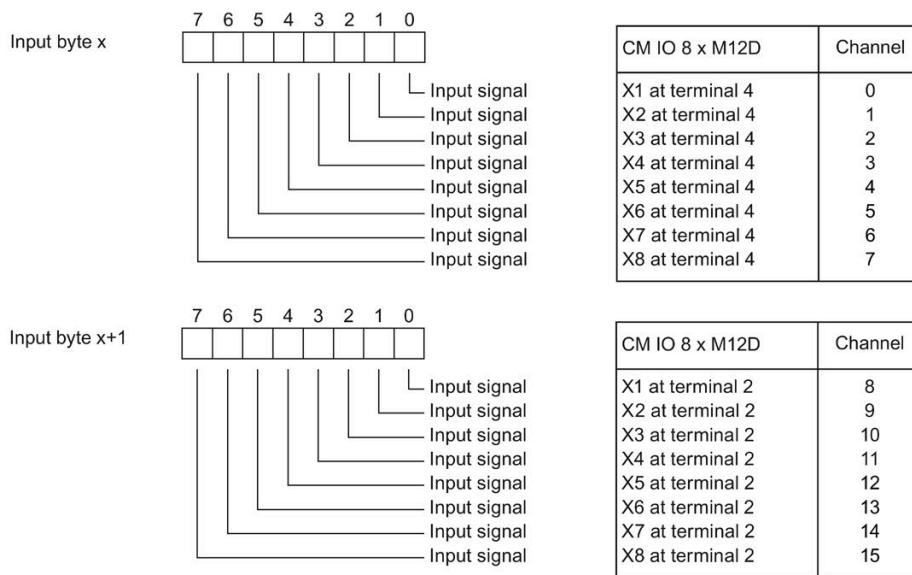 7 6 5 4 3 2 1 0
Input byte x
Input signal
Input signal
Input signal
Input signal
Input signal
Input signal
Input signal
Input signal
CM IO 8 x M12D Channel
X1 at terminal 4 0
X2 at terminal 4 1
X3 at terminal 4 2
X4 at terminal 4 3
X5 at terminal 4 4
X6 at terminal 4 5
X7 at terminal 4 6
X8 at terminal 4 7
7 6 5 4 3 2 1 0
Input byte x+1
Input signal
Input signal
Input signal
Input signal
Input signal
Input signal
Input signal
Input signal
CM IO 8 x M12D Channel
X1 at terminal 2 8
X2 at terminal 2 9
X3 at terminal 2 10
X4 at terminal 2 11
X5 at terminal 2 12
X6 at terminal 2 13
X7 at terminal 2 14
X8 at terminal 2 15